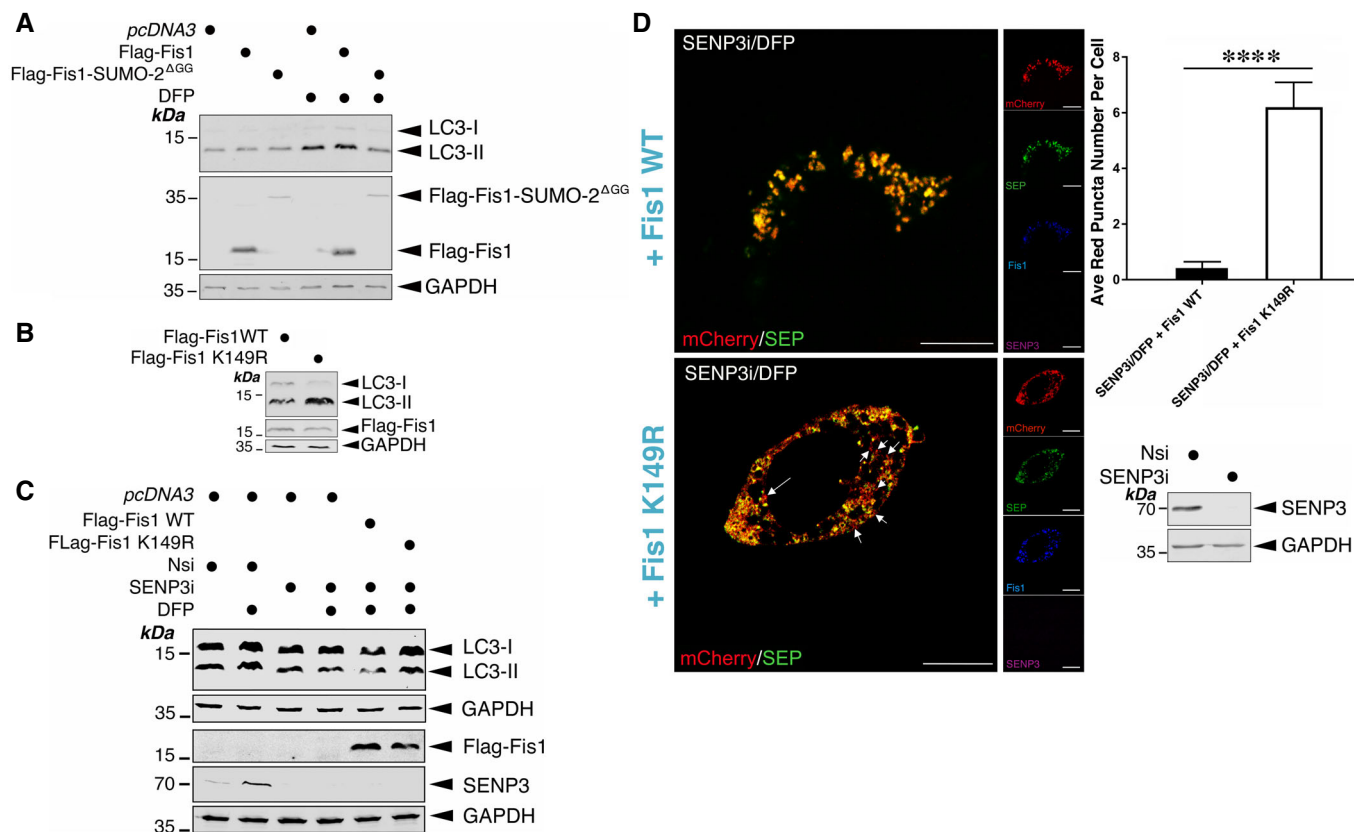 A
pcDNA3
Flag-Fis1
Flag-Fis1-SUMO-2ΔGG
DFP
kDa
15
LC3-I
LC3-II
35
Flag-Fis1-SUMO-2ΔGG
15
Flag-Fis1
35
GAPDH
B
Flag-Fis1WT
Flag-Fis1 K149R
kDa
15
LC3-I
LC3-II
15
Flag-Fis1
35
GAPDH
C
pcDNA3
Flag-Fis1 WT
FLag-Fis1 K149R
Nsi
SENP3i
DFP
kDa
15
LC3-I
LC3-II
35
GAPDH
15
Flag-Fis1
70
SENP3
35
GAPDH
D
+ Fis1 WT
SENP3i/DFP
mCherry/SEP
mCherry
SEP
Fis1
SENP3
+ Fis1 K149R
SENP3i/DFP
mCherry/SEP
mCherry
SEP
Fis1
SENP3
Ave Red Puncta Number Per Cell
8
6
4
2
0
****
SENP3i/DFP + Fis1 WT
SENP3i/DFP + Fis1 K149R
Nsi
SENP3i
kDa
70
SENP3
35
GAPDH